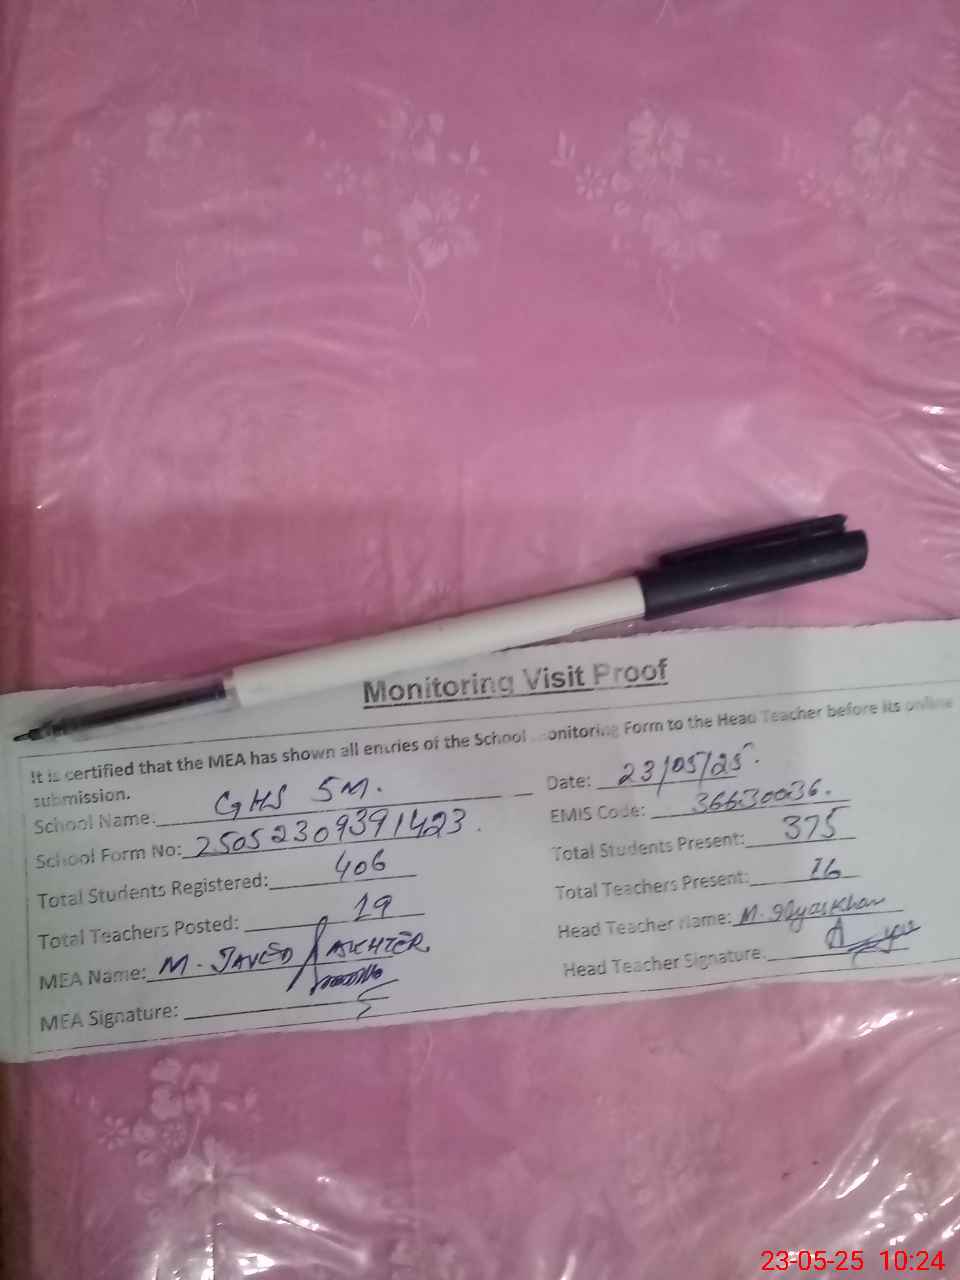 Monitoring Visit Proof
It is certified that the MEA has shown all entries of the School Monitoring Form to the Head Teacher before its online
submission.
School Name: GHS 5M.
Date: 23/05/25.
School Form No: 25052309391423.
EMIS Code: 36630036.
Total Students Registered: 406
Total Students Present: 375
Total Teachers Posted: 19
Total Teachers Present: 16
MEA Name: M. JAVED AKHTER
Head Teacher Name: M. Ilyas Khan
MEA Signature:
Head Teacher Signature.
23-05-25 10:24